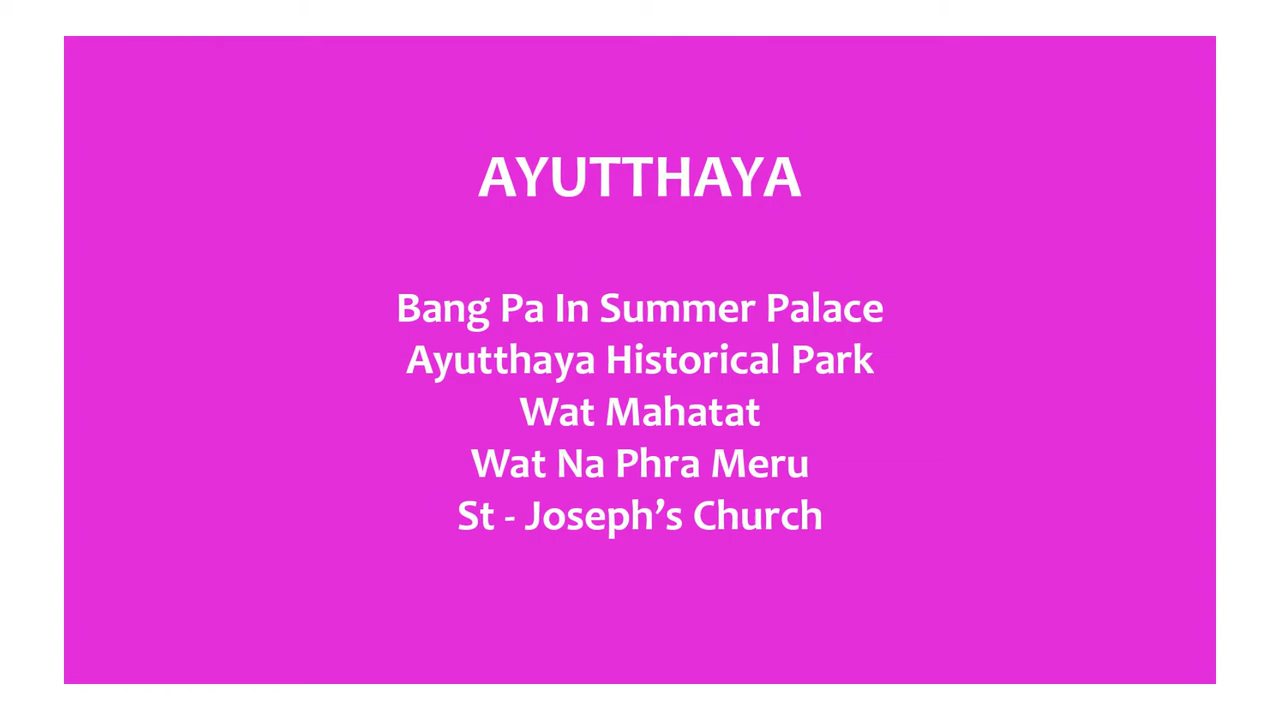 AYUTTHAYA
Bang Pa In Summer Palace
Ayutthaya Historical Park
Wat Mahatat
Wat Na Phra Meru
St - Joseph’s Church